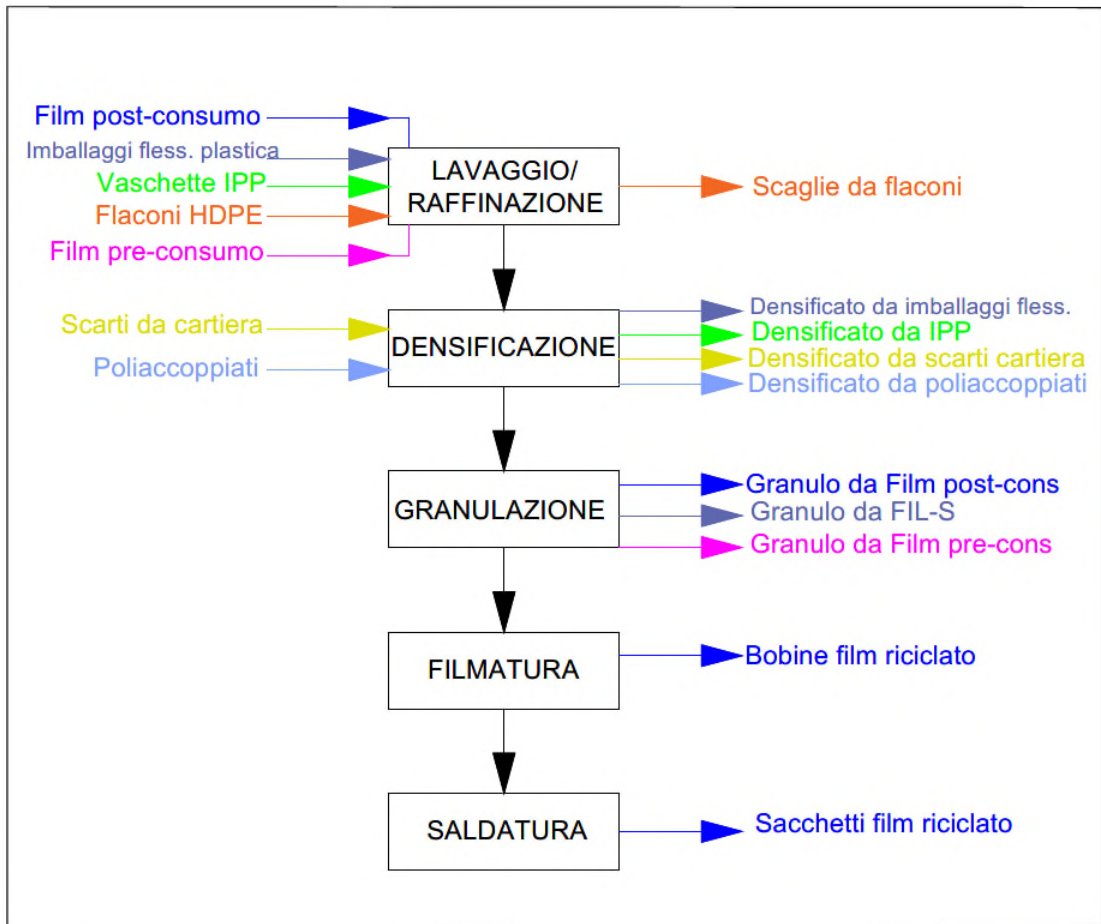 Film post-consumo
Imballaggi fless. plastica
Vaschette IPP
Flaconi HDPE
Film pre-consumo
LAVAGGIO/
RAFFINAZIONE
Scaglie da flaconi
Scarti da cartiera
Poliaccoppiati
DENSIFICAZIONE
Densificato da imballaggi fless.
Densificato da IPP
Densificato da scarti cartiera
Densificato da poliaccoppiati
GRANULAZIONE
Granulo da Film post-cons
Granulo da FIL-S
Granulo da Film pre-cons
FILMATURA
Bobine film riciclato
SALDATURA
Sacchetti film riciclato